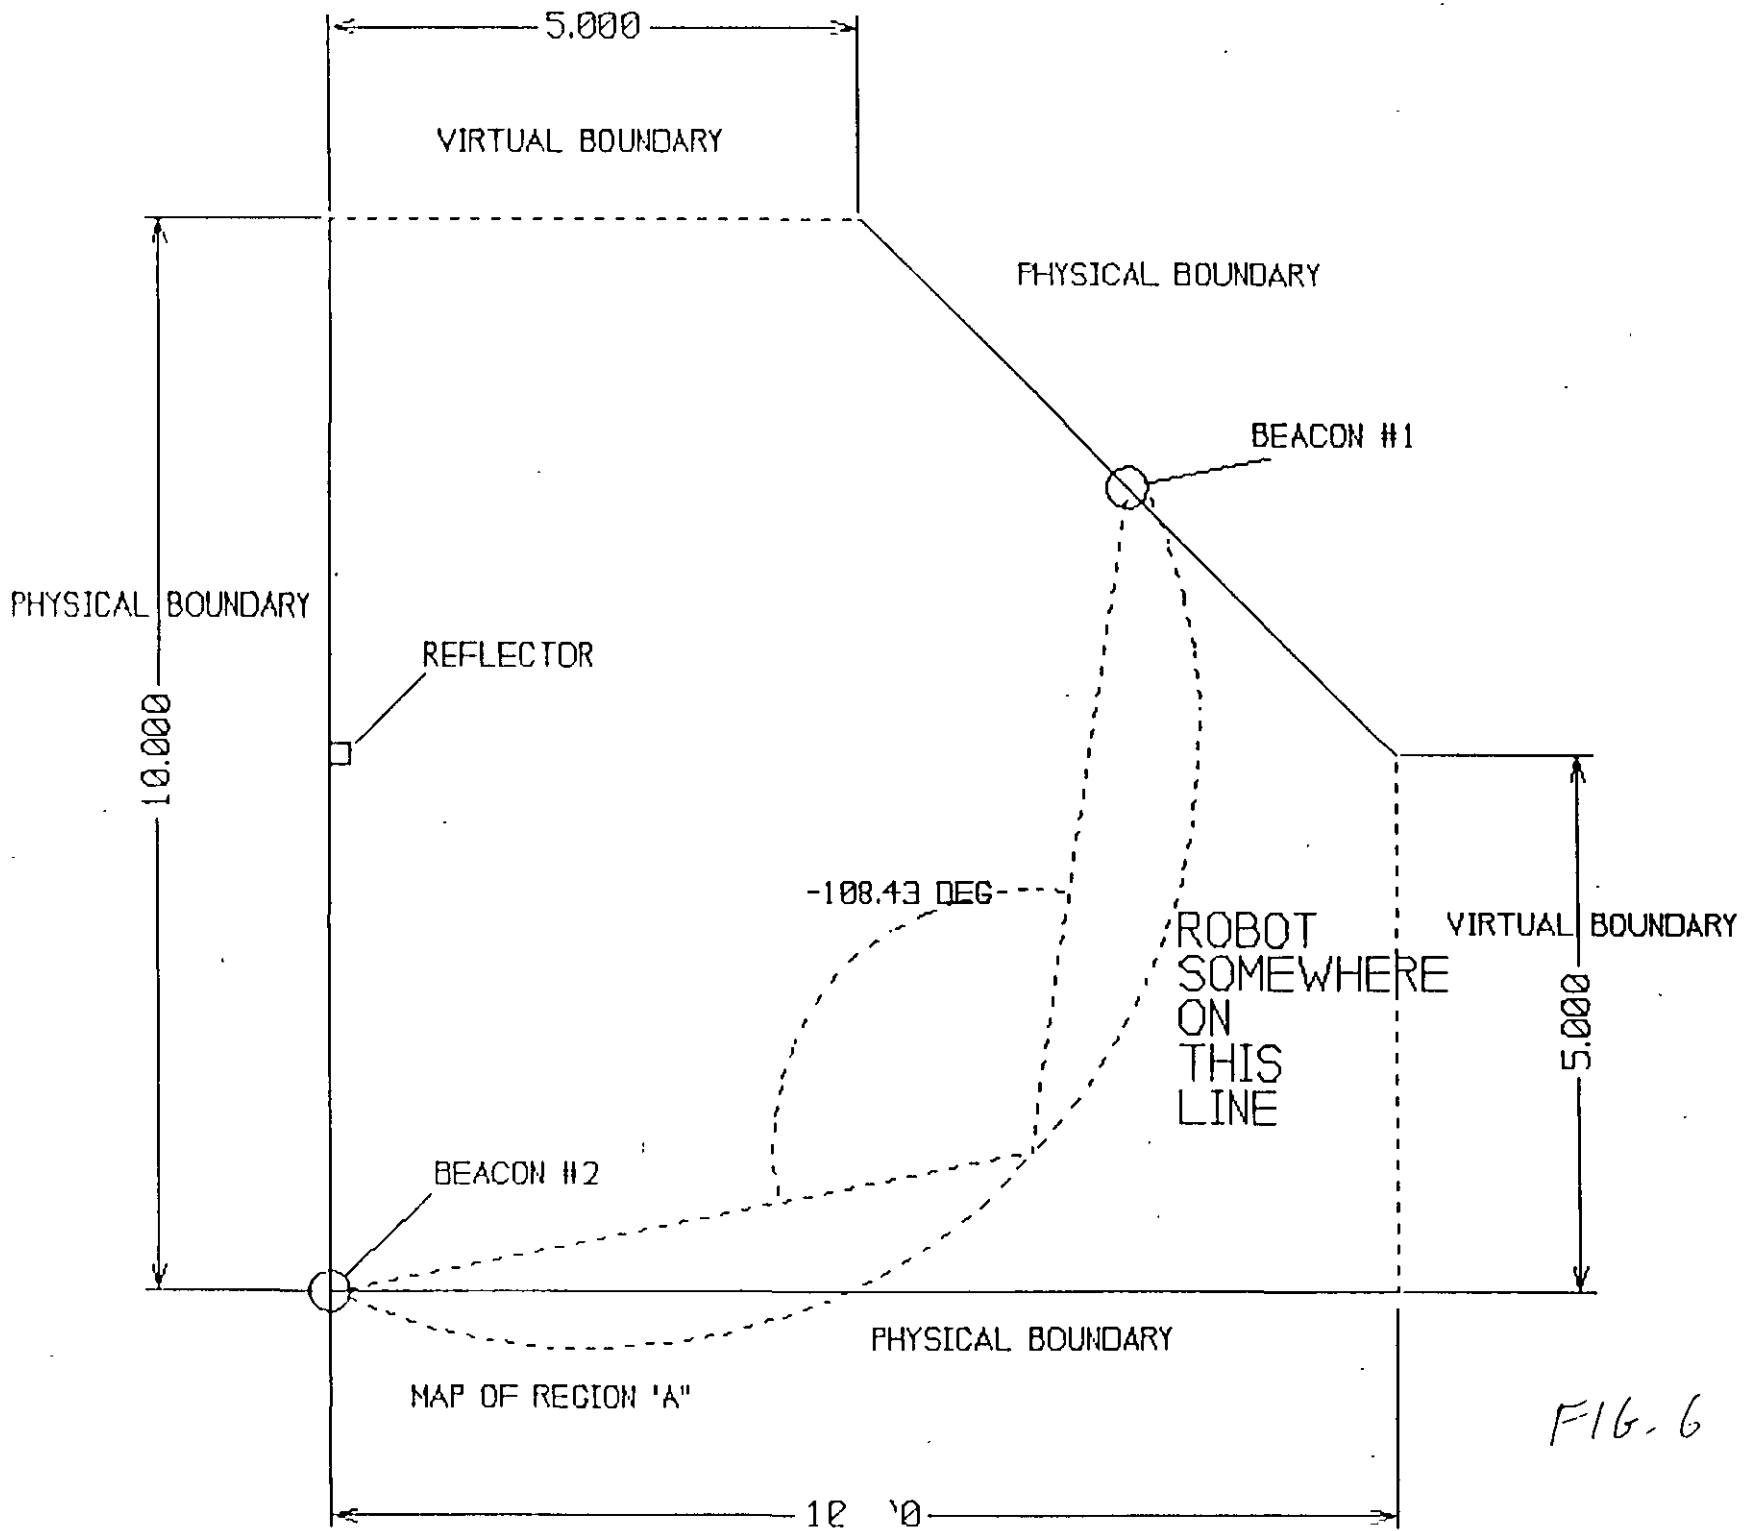 5.000
VIRTUAL BOUNDARY
PHYSICAL BOUNDARY
BEACON #1
PHYSICAL BOUNDARY
REFLECTOR
10.000
-108.43 DEG
ROBOT
SOMEWHERE
ON
THIS
LINE
VIRTUAL BOUNDARY
5.000
BEACON #2
PHYSICAL BOUNDARY
MAP OF REGION "A"
FIG. 6